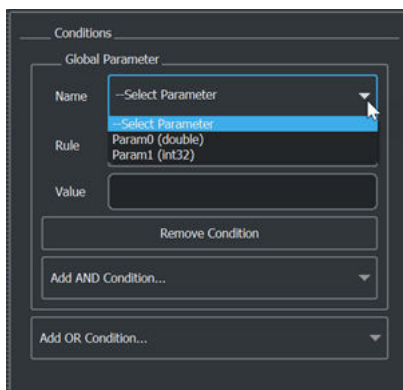 Conditions
Global Parameter
Name
--Select Parameter
--Select Parameter
Param0 (double)
Rule
Param1 (int32)
Value
Remove Condition
Add AND Condition...
Add OR Condition...